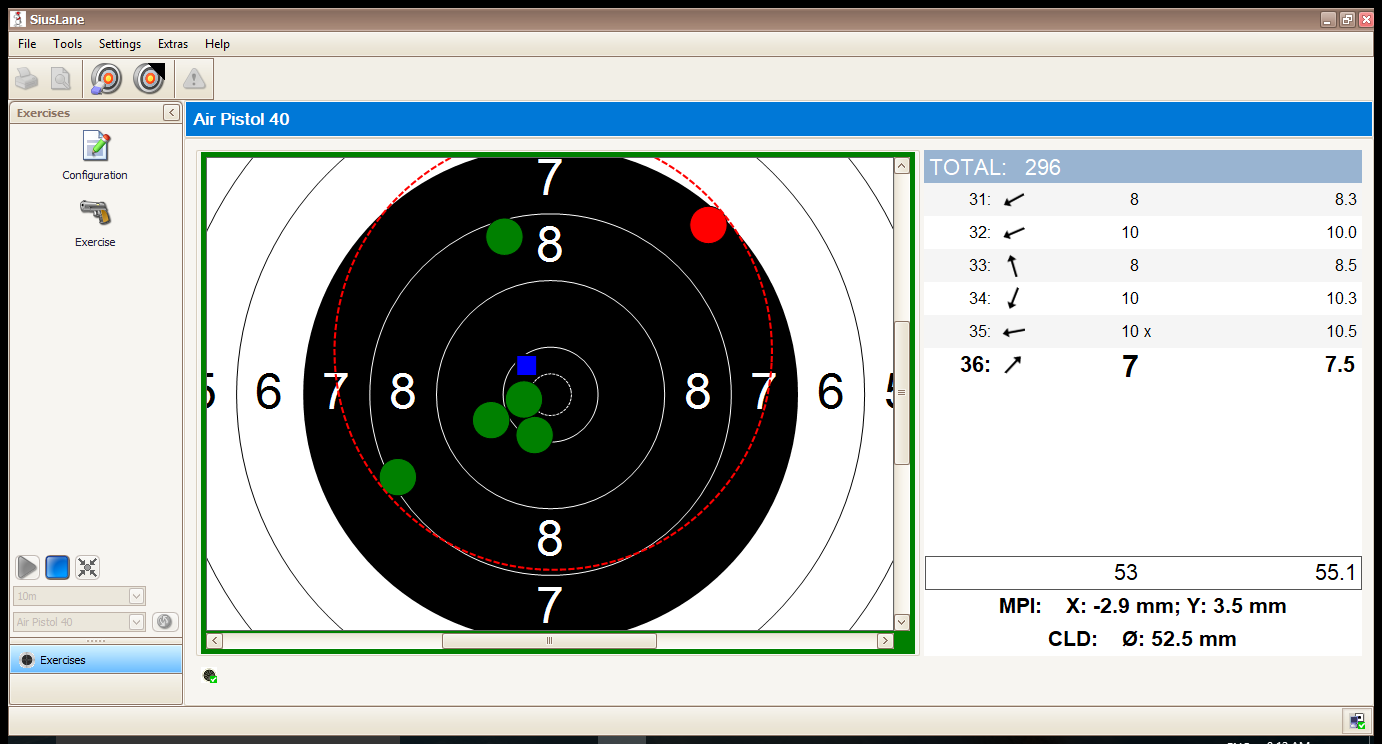 SiusLane
File Tools Settings Extras Help
Exercises
Configuration
Exercise
10m
Air Pistol 40
Exercises
Air Pistol 40
7
8
5 6 7 8 8 7 6
8
7
TOTAL: 296
31: 8 8.3
32: 10 10.0
33: 8 8.5
34: 10 10.3
35: 10 x 10.5
36: 7 7.5
53 55.1
MPI: X: -2.9 mm; Y: 3.5 mm
CLD: Ø: 52.5 mm